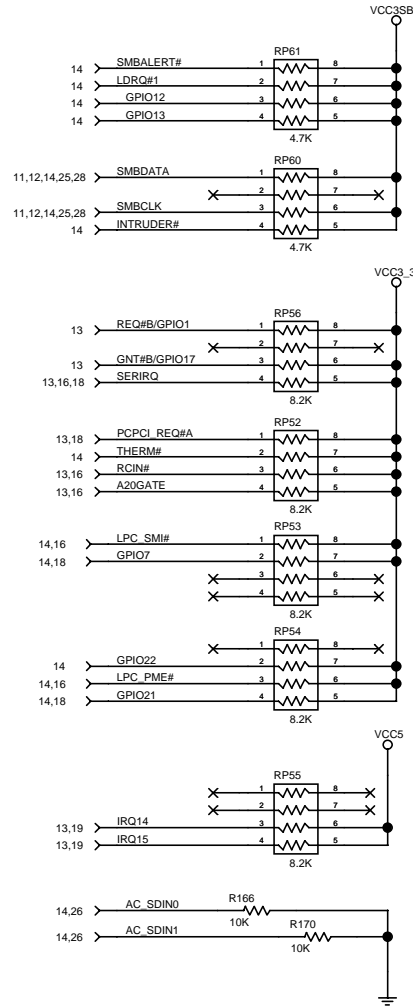 VCC3SB
RP61
14 SMBALERT# 1 8
14 LDRQ#1 2 7
14 GPIO12 3 6
14 GPIO13 4 5
4.7K
RP60
11,12,14,25,28 SMBDATA 1 8
2 7
11,12,14,25,28 SMBCLK 3 6
14 INTRUDER# 4 5
4.7K
VCC3_3
RP56
13 REQ#B/GPIO1 1 8
2 7
13 GNT#B/GPIO17 3 6
13,16,18 SERIRQ 4 5
8.2K
RP52
13,18 PCPCI_REQ#A 1 8
14 THERM# 2 7
13,16 RCIN# 3 6
13,16 A20GATE 4 5
8.2K
RP53
14,16 LPC_SMI# 1 8
14,18 GPIO7 2 7
3 6
4 5
8.2K
RP54
1 8
14 GPIO22 2 7
14,16 LPC_PME# 3 6
14,18 GPIO21 4 5
8.2K
VCC5
RP55
1 8
2 7
13,19 IRQ14 3 6
13,19 IRQ15 4 5
8.2K
14,26 AC_SDIN0 R166
10K
14,26 AC_SDIN1 R170
10K